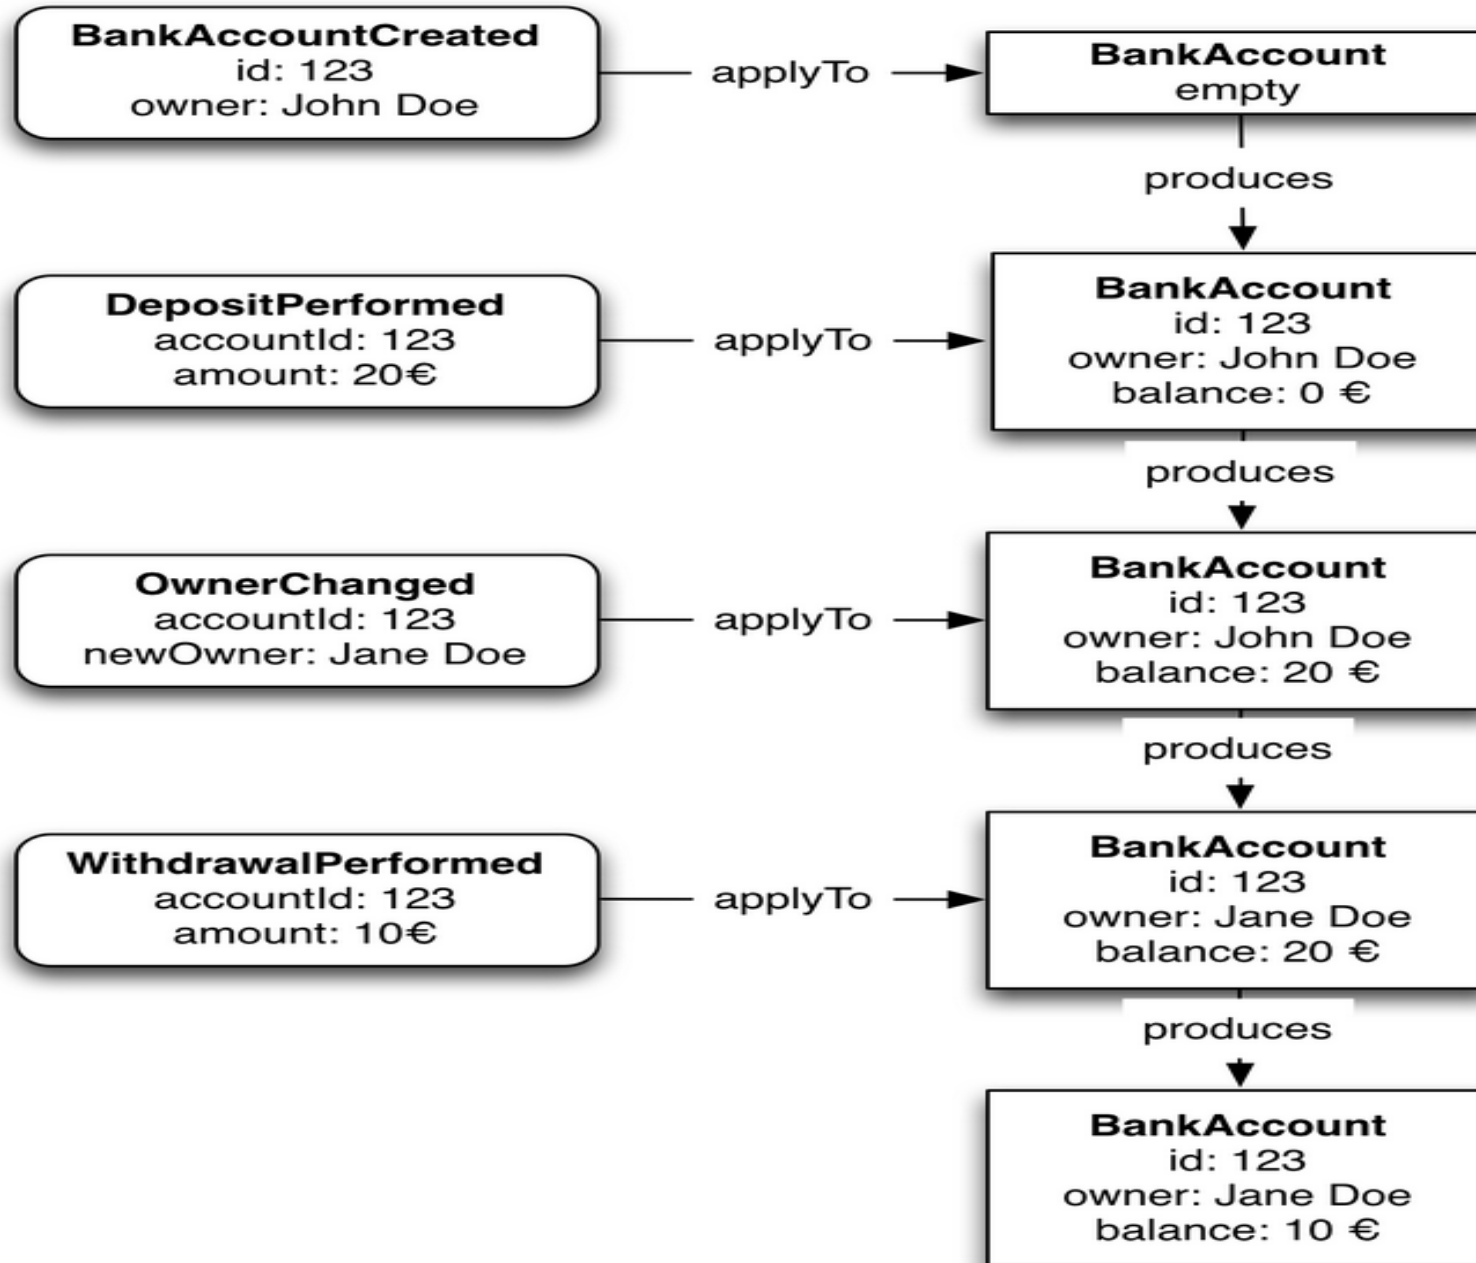 BankAccountCreated
id: 123
owner: John Doe
applyTo
BankAccount
empty
produces
DepositPerformed
accountId: 123
amount: 20€
applyTo
BankAccount
id: 123
owner: John Doe
balance: 0 €
produces
OwnerChanged
accountId: 123
newOwner: Jane Doe
applyTo
BankAccount
id: 123
owner: John Doe
balance: 20 €
produces
WithdrawalPerformed
accountId: 123
amount: 10€
applyTo
BankAccount
id: 123
owner: Jane Doe
balance: 20 €
produces
BankAccount
id: 123
owner: Jane Doe
balance: 10 €